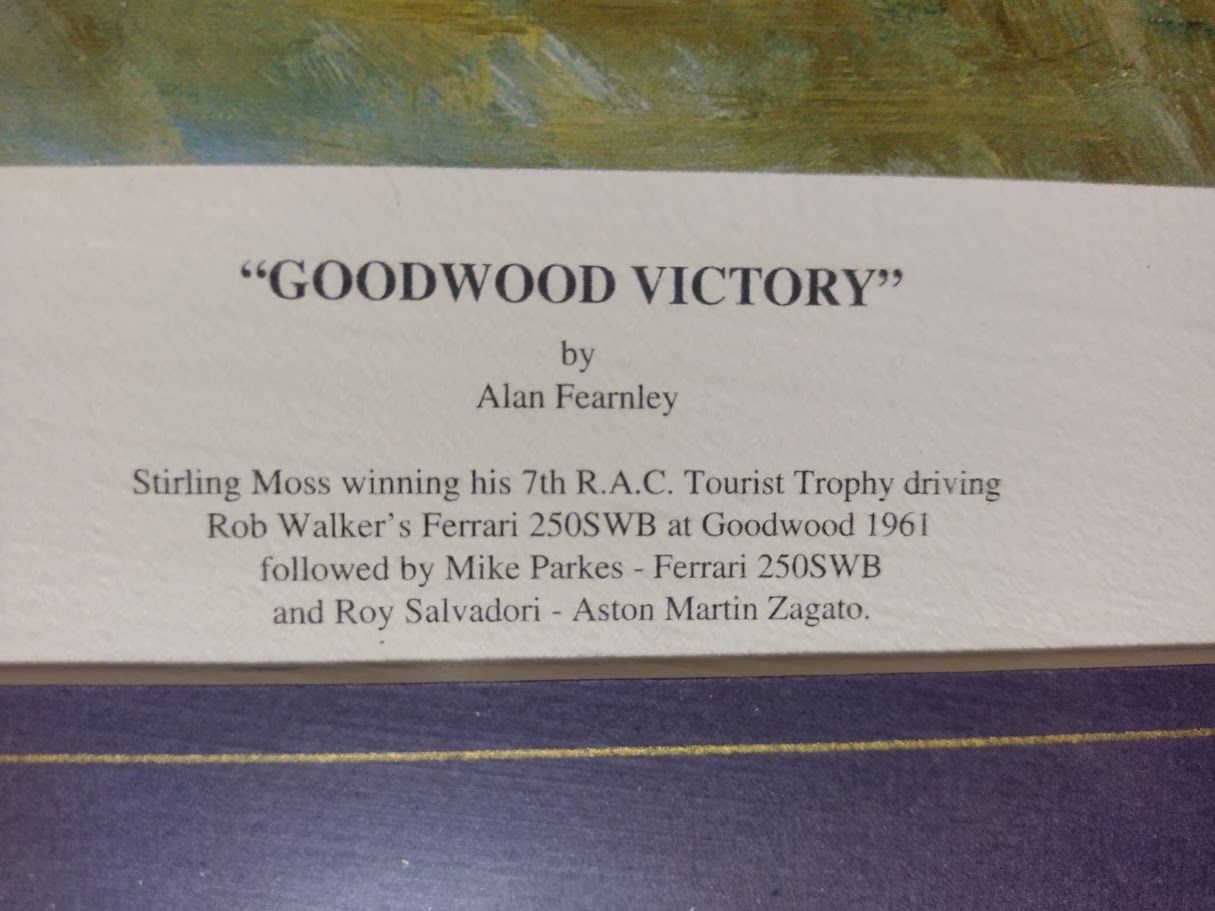 “GOODWOOD VICTORY”
by
Alan Fearnley
Stirling Moss winning his 7th R.A.C. Tourist Trophy driving
Rob Walker’s Ferrari 250SWB at Goodwood 1961
followed by Mike Parkes - Ferrari 250SWB
and Roy Salvadori - Aston Martin Zagato.